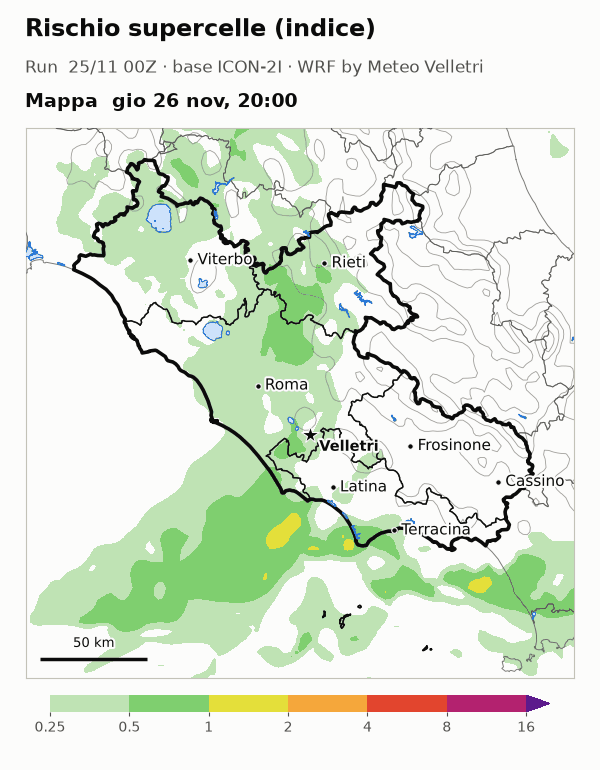 Rischio supercelle (indice)
Run  25/11 00Z · base ICON-2I · WRF by Meteo Velletri
Mappa  gio 26 nov, 20:00
Viterbo
Rieti
Roma
Velletri
Frosinone
Latina
Cassino
Terracina
50 km
0.25 0.5 1 2 4 8 16